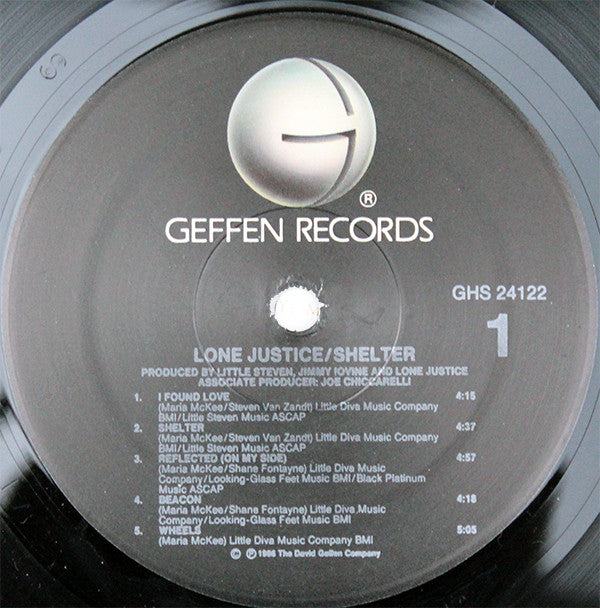 ®
GEFFEN RECORDS
GHS 24122
1
LONE JUSTICE/SHELTER
PRODUCED BY LITTLE STEVEN, JIMMY IOVINE AND LONE JUSTICE
ASSOCIATE PRODUCER: JOE CHICCARELLI
1. I FOUND LOVE 4:15
(Maria McKee/Steven Van Zandt) Little Diva Music Company
BMI/Little Steven Music ASCAP
2. SHELTER 4:37
(Maria McKee/Steven Van Zandt) Little Diva Music Company
BMI/Little Steven Music ASCAP
3. REFLECTED (ON MY SIDE) 4:57
(Maria McKee/Shane Fontayne) Little Diva Music
Company/Looking-Glass Feet Music BMI/Black Platinum
Music ASCAP
4. BEACON 4:18
(Maria McKee/Shane Fontayne) Little Diva Music
Company/Looking-Glass Feet Music BMI
5. WHEELS 5:05
(Maria McKee) Little Diva Music Company BMI
© ℗ 1986 The David Geffen Company